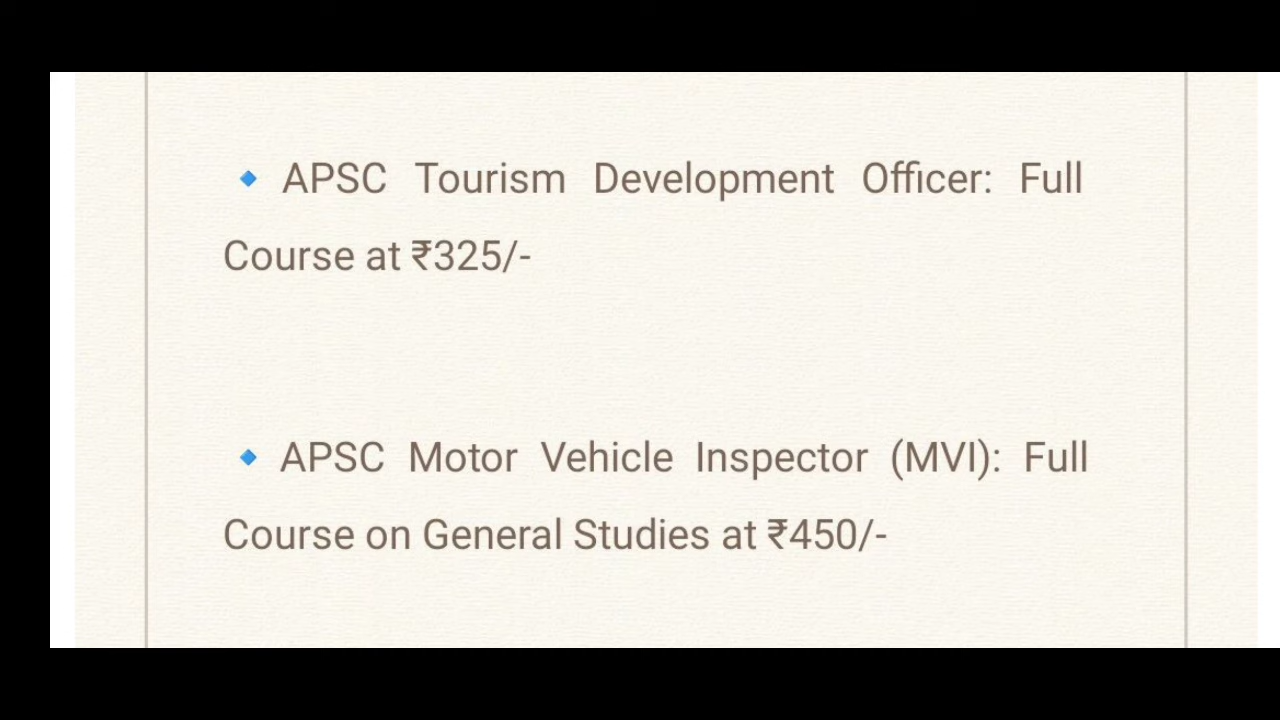 🔹 APSC Tourism Development Officer: Full
Course at ₹325/-
🔹 APSC Motor Vehicle Inspector (MVI): Full
Course on General Studies at ₹450/-